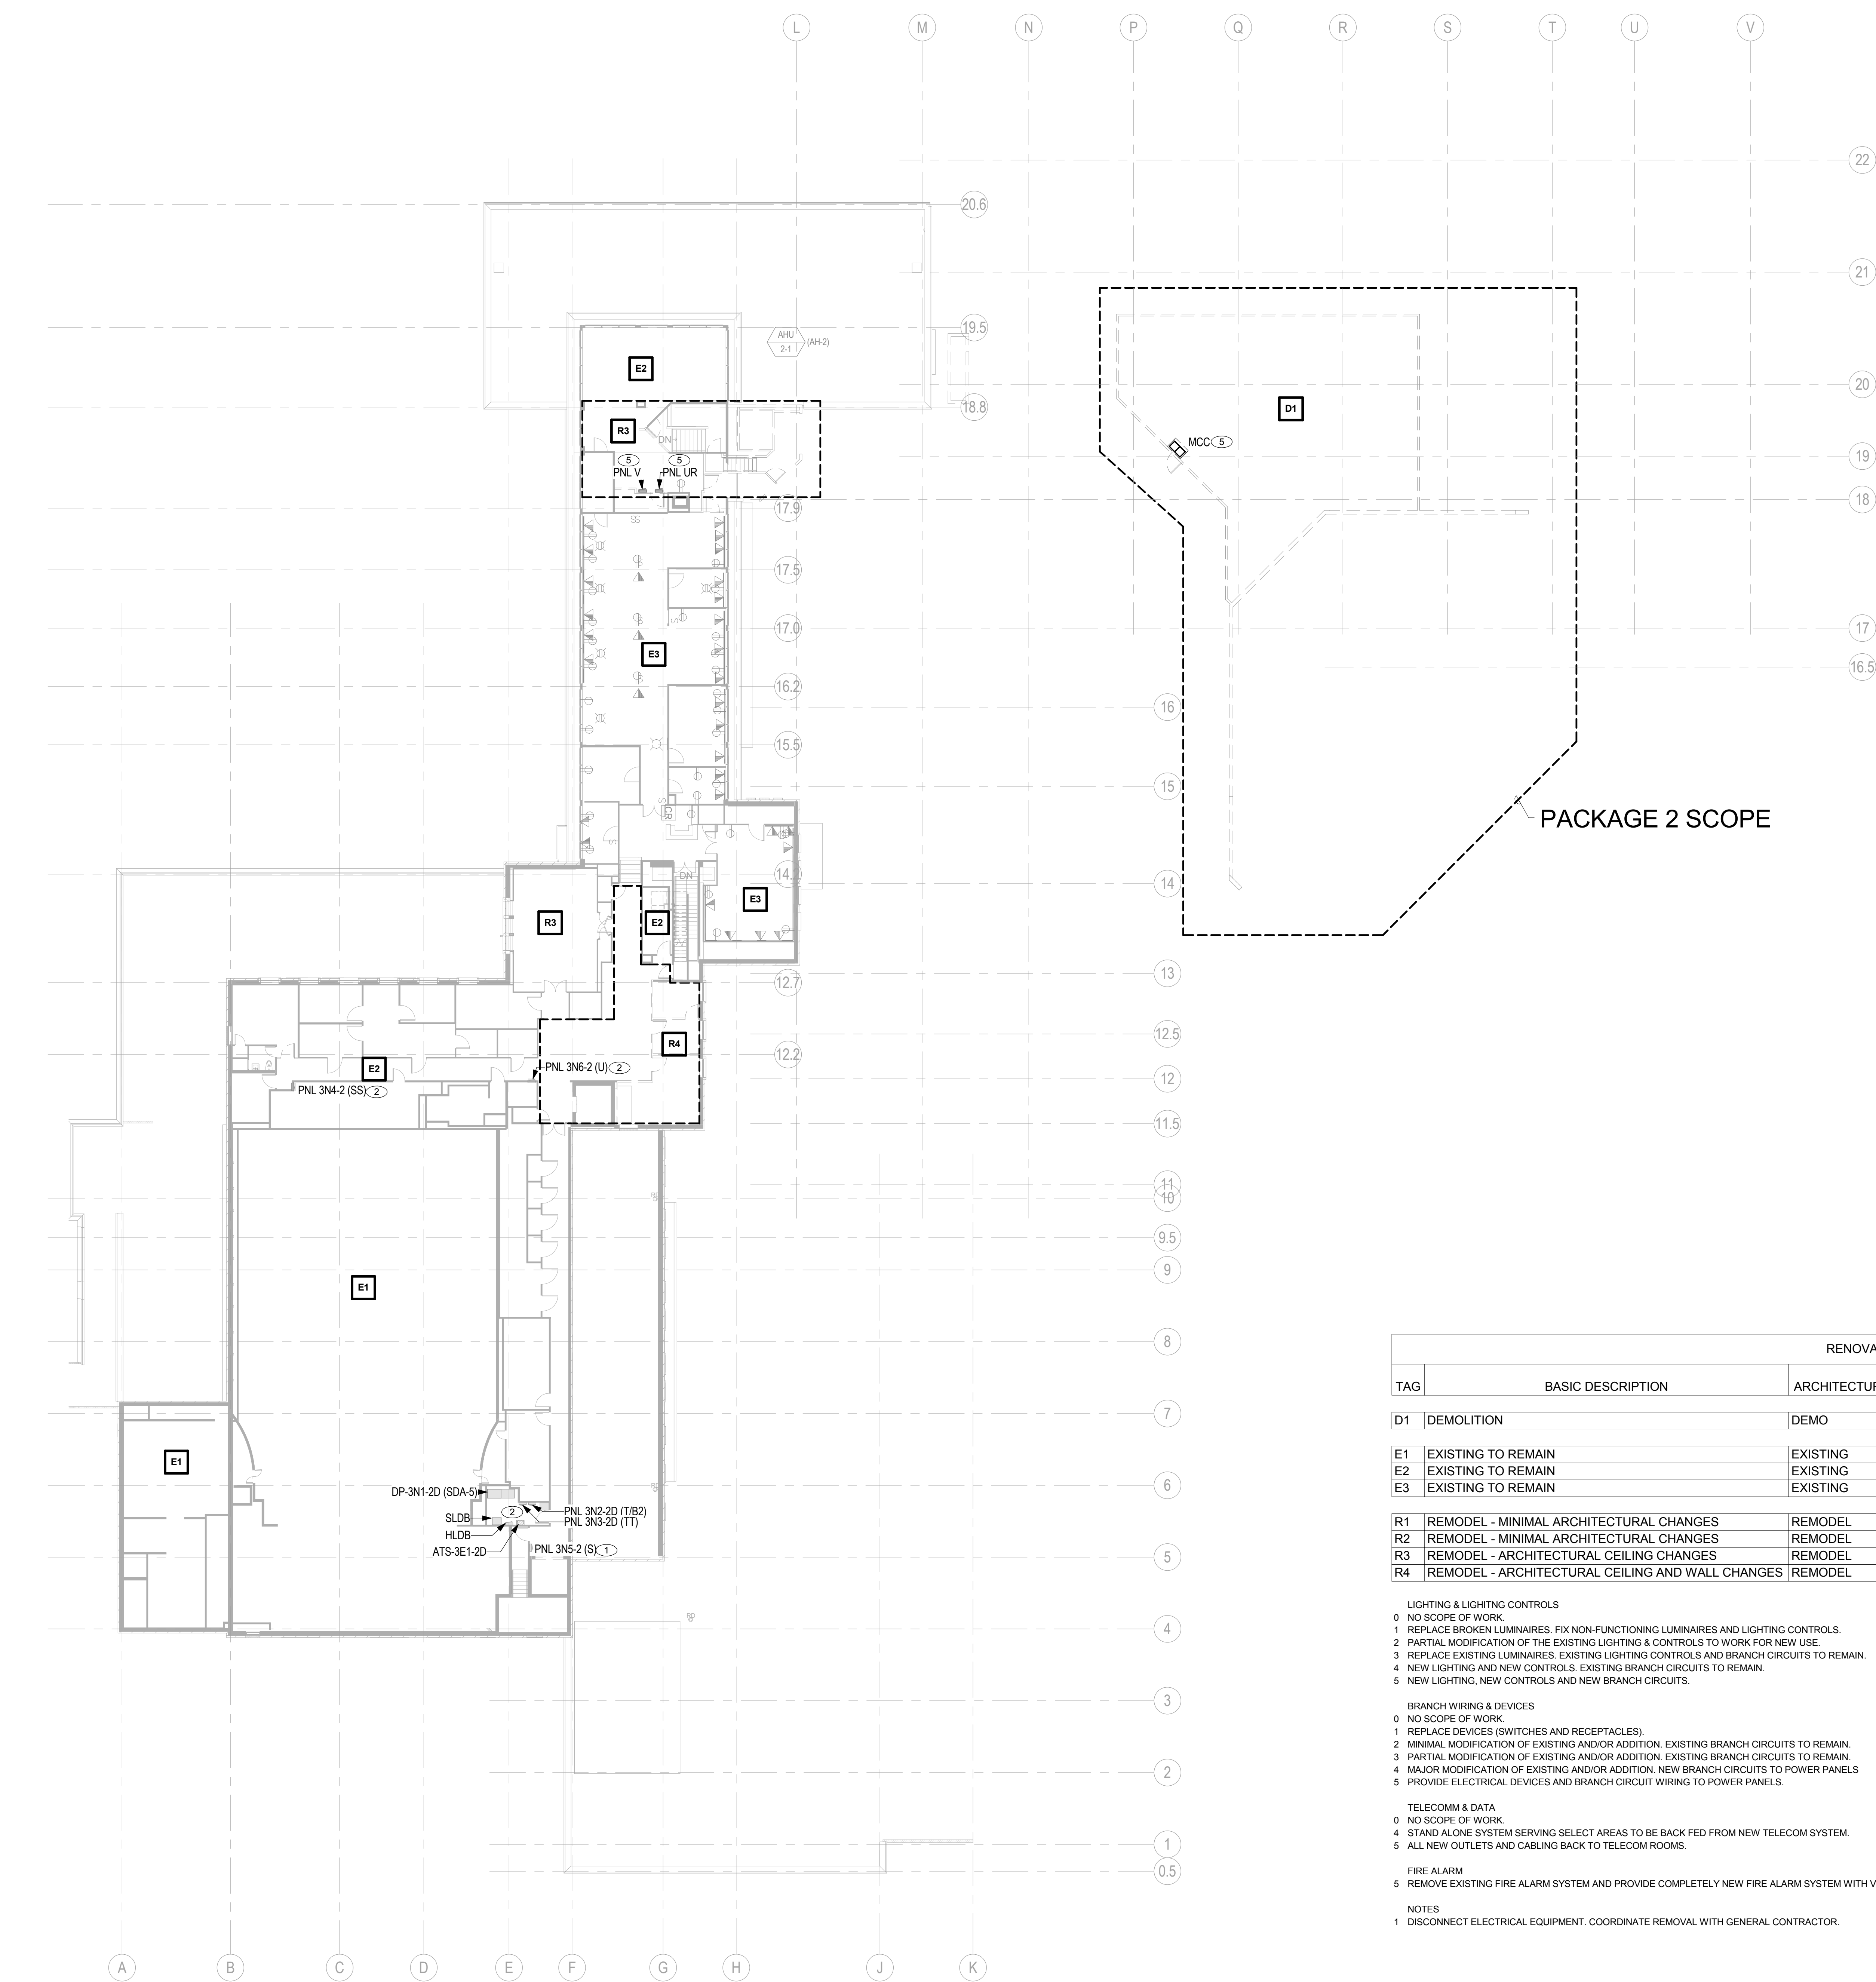 L M N P Q R S T U V
22
20.6
21
19.5
AHU
2-1
(AH-2)
E2
20
18.8
D1
R3
DN
MCC 5
19
5 5
PNL V PNL UR
18
17.9
17.5
17.0
17
E3
16.5
16.2
16
15.5
15
PACKAGE 2 SCOPE
CR
14.2
DN
14
E3
R3
E2
13
12.7
12.5
R4
12.2
E2
PNL 3N6-2 (U) 2
12
PNL 3N4-2 (SS) 2
11.5
11
10
9.5
9
E1
8
RENOVA
TAG BASIC DESCRIPTION ARCHITECTUR
7
D1 DEMOLITION DEMO
E1
E1 EXISTING TO REMAIN EXISTING
E2 EXISTING TO REMAIN EXISTING
E3 EXISTING TO REMAIN EXISTING
6
DP-3N1-2D (SDA-5)
2
PNL 3N2-2D (T/B2)
SLDB
PNL 3N3-2D (TT)
HLDB
ATS-3E1-2D
PNL 3N5-2 (S) 1
5
R1 REMODEL - MINIMAL ARCHITECTURAL CHANGES REMODEL
R2 REMODEL - MINIMAL ARCHITECTURAL CHANGES REMODEL
R3 REMODEL - ARCHITECTURAL CEILING CHANGES REMODEL
R4 REMODEL - ARCHITECTURAL CEILING AND WALL CHANGES REMODEL
4
3
2
1
0.5
LIGHTING & LIGHITNG CONTROLS
0 NO SCOPE OF WORK.
1 REPLACE BROKEN LUMINAIRES. FIX NON-FUNCTIONING LUMINAIRES AND LIGHTING CONTROLS.
2 PARTIAL MODIFICATION OF THE EXISTING LIGHTING & CONTROLS TO WORK FOR NEW USE.
3 REPLACE EXISTING LUMINAIRES. EXISTING LIGHTING CONTROLS AND BRANCH CIRCUITS TO REMAIN.
4 NEW LIGHTING AND NEW CONTROLS. EXISTING BRANCH CIRCUITS TO REMAIN.
5 NEW LIGHTING, NEW CONTROLS AND NEW BRANCH CIRCUITS.
BRANCH WIRING & DEVICES
0 NO SCOPE OF WORK.
1 REPLACE DEVICES (SWITCHES AND RECEPTACLES).
2 MINIMAL MODIFICATION OF EXISTING AND/OR ADDITION. EXISTING BRANCH CIRCUITS TO REMAIN.
3 PARTIAL MODIFICATION OF EXISTING AND/OR ADDITION. EXISTING BRANCH CIRCUITS TO REMAIN.
4 MAJOR MODIFICATION OF EXISTING AND/OR ADDITION. NEW BRANCH CIRCUITS TO POWER PANELS
5 PROVIDE ELECTRICAL DEVICES AND BRANCH CIRCUIT WIRING TO POWER PANELS.
TELECOMM & DATA
0 NO SCOPE OF WORK.
4 STAND ALONE SYSTEM SERVING SELECT AREAS TO BE BACK FED FROM NEW TELECOM SYSTEM.
5 ALL NEW OUTLETS AND CABLING BACK TO TELECOM ROOMS.
FIRE ALARM
5 REMOVE EXISTING FIRE ALARM SYSTEM AND PROVIDE COMPLETELY NEW FIRE ALARM SYSTEM WITH V
NOTES
1 DISCONNECT ELECTRICAL EQUIPMENT. COORDINATE REMOVAL WITH GENERAL CONTRACTOR.
A B C D E F G H J K